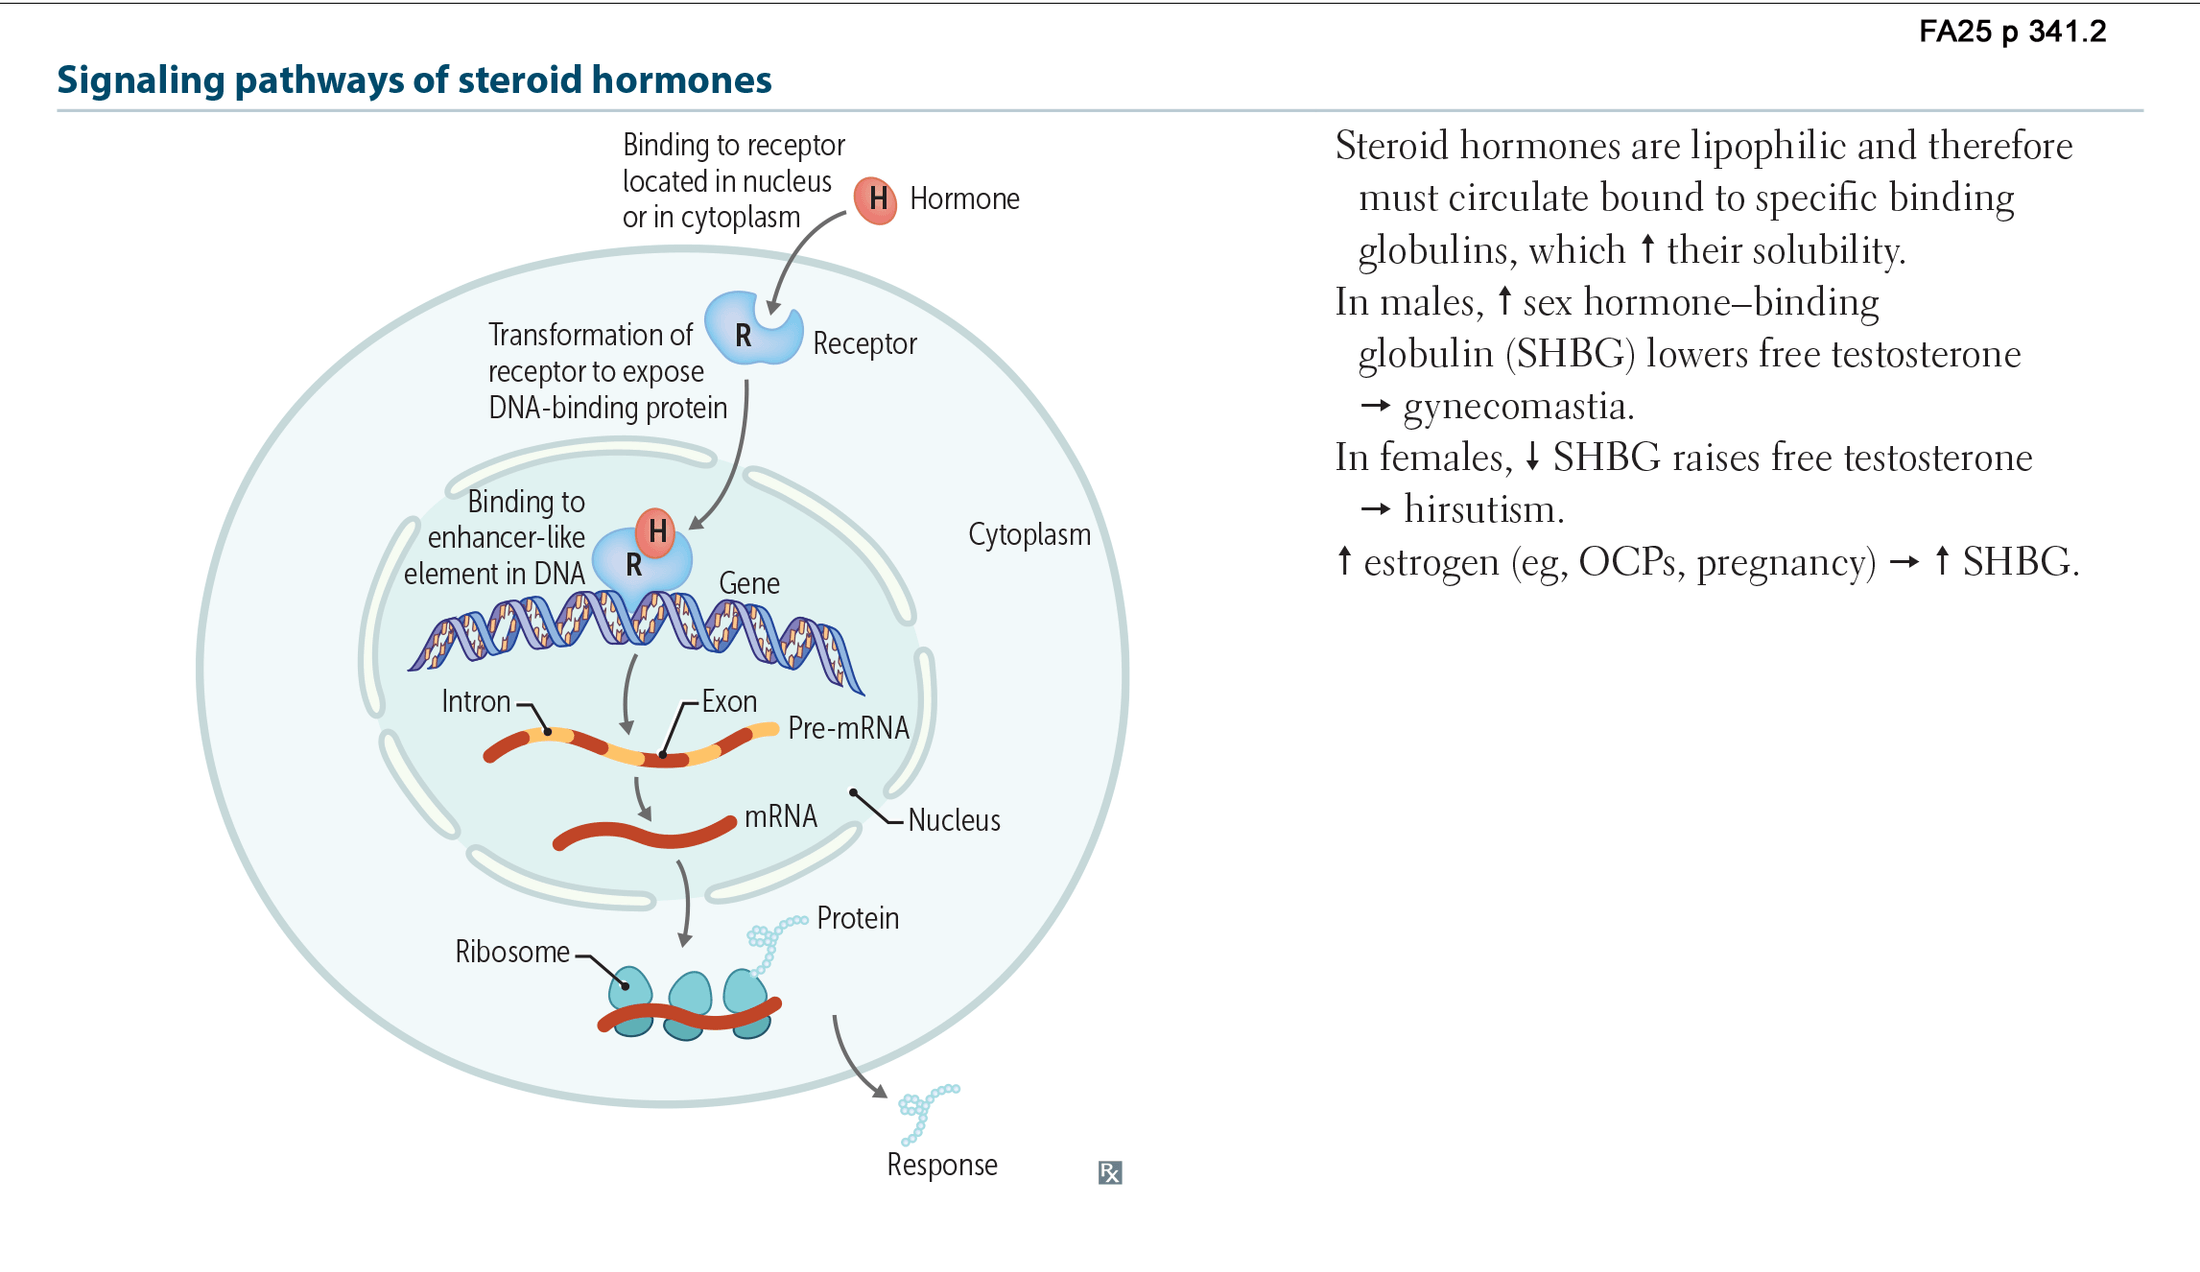 FA25 p 341.2
Signaling pathways of steroid hormones
Binding to receptor
located in nucleus
or in cytoplasm
H
Hormone
R
Receptor
Transformation of
receptor to expose
DNA-binding protein
Binding to
enhancer-like
element in DNA
H
R
Gene
Cytoplasm
Intron
Exon
Pre-mRNA
mRNA
Nucleus
Protein
Ribosome
Response
Rx
Steroid hormones are lipophilic and therefore
must circulate bound to specific binding
globulins, which ↑ their solubility.
In males, ↑ sex hormone–binding
globulin (SHBG) lowers free testosterone
→ gynecomastia.
In females, ↓ SHBG raises free testosterone
→ hirsutism.
↑ estrogen (eg, OCPs, pregnancy) → ↑ SHBG.